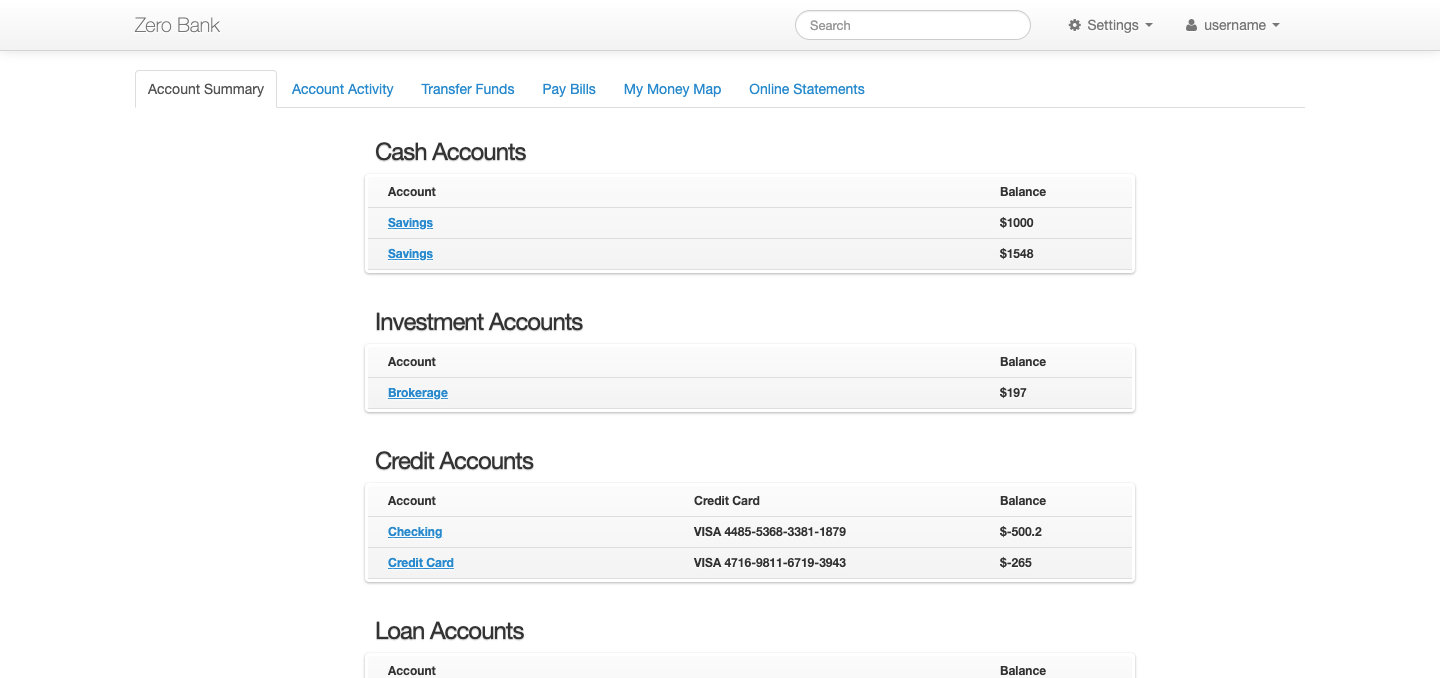 Zero Bank Search Settings username
Account Summary Account Activity Transfer Funds Pay Bills My Money Map Online Statements
Cash Accounts
Account Balance
Savings $1000
Savings $1548
Investment Accounts
Account Balance
Brokerage $197
Credit Accounts
Account Credit Card Balance
Checking VISA 4485-5368-3381-1879 $-500.2
Credit Card VISA 4716-9811-6719-3943 $-265
Loan Accounts
Account Balance